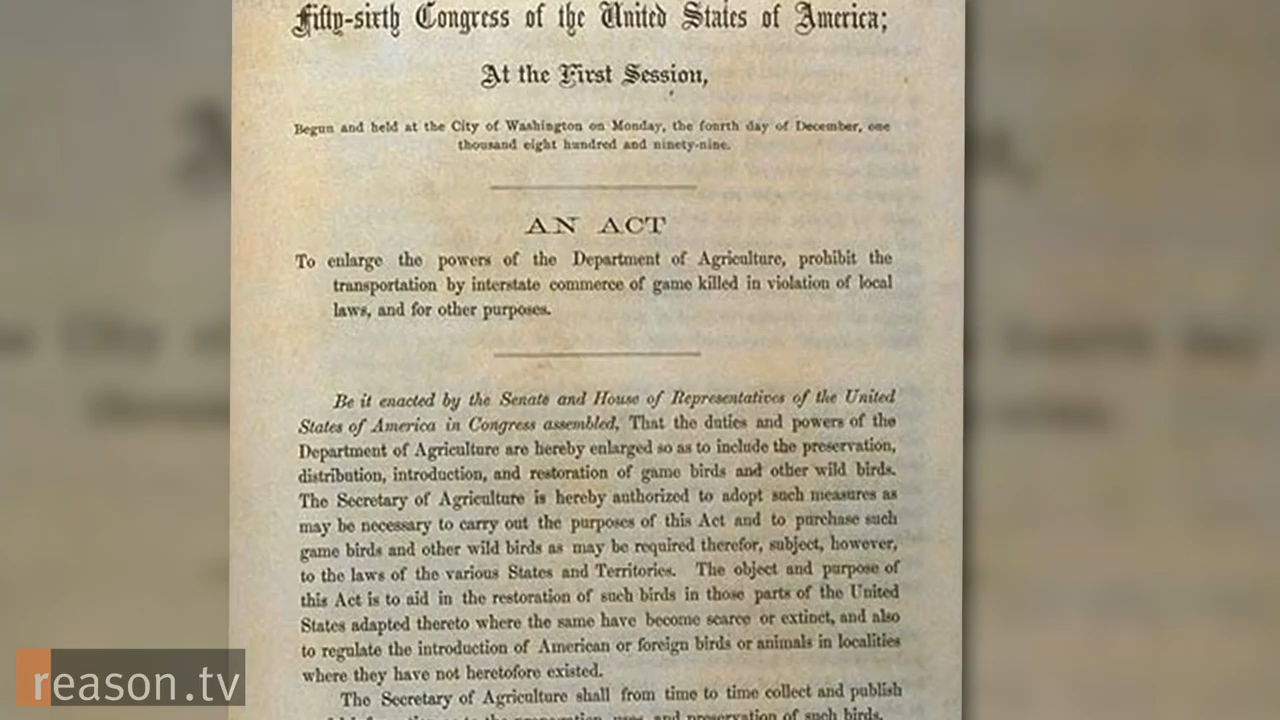 Fifty-sixth Congress of the United States of America;
At the First Session,
Begun and held at the City of Washington on Monday, the fourth day of December, one
thousand eight hundred and ninety-nine.
AN ACT
To enlarge the powers of the Department of Agriculture, prohibit the
transportation by interstate commerce of game killed in violation of local
laws, and for other purposes.
Be it enacted by the Senate and House of Representatives of the United
States of America in Congress assembled, That the duties and powers of the
Department of Agriculture are hereby enlarged so as to include the preservation,
distribution, introduction, and restoration of game birds and other wild birds.
The Secretary of Agriculture is hereby authorized to adopt such measures as
may be necessary to carry out the purposes of this Act and to purchase such
game birds and other wild birds as may be required therefor, subject, however,
to the laws of the various States and Territories. The object and purpose of
this Act is to aid in the restoration of such birds in those parts of the United
States adapted thereto where the same have become scarce or extinct, and also
to regulate the introduction of American or foreign birds or animals in localities
where they have not heretofore existed.
The Secretary of Agriculture shall from time to time collect and publish
and preservation of such birds.
reason.tv